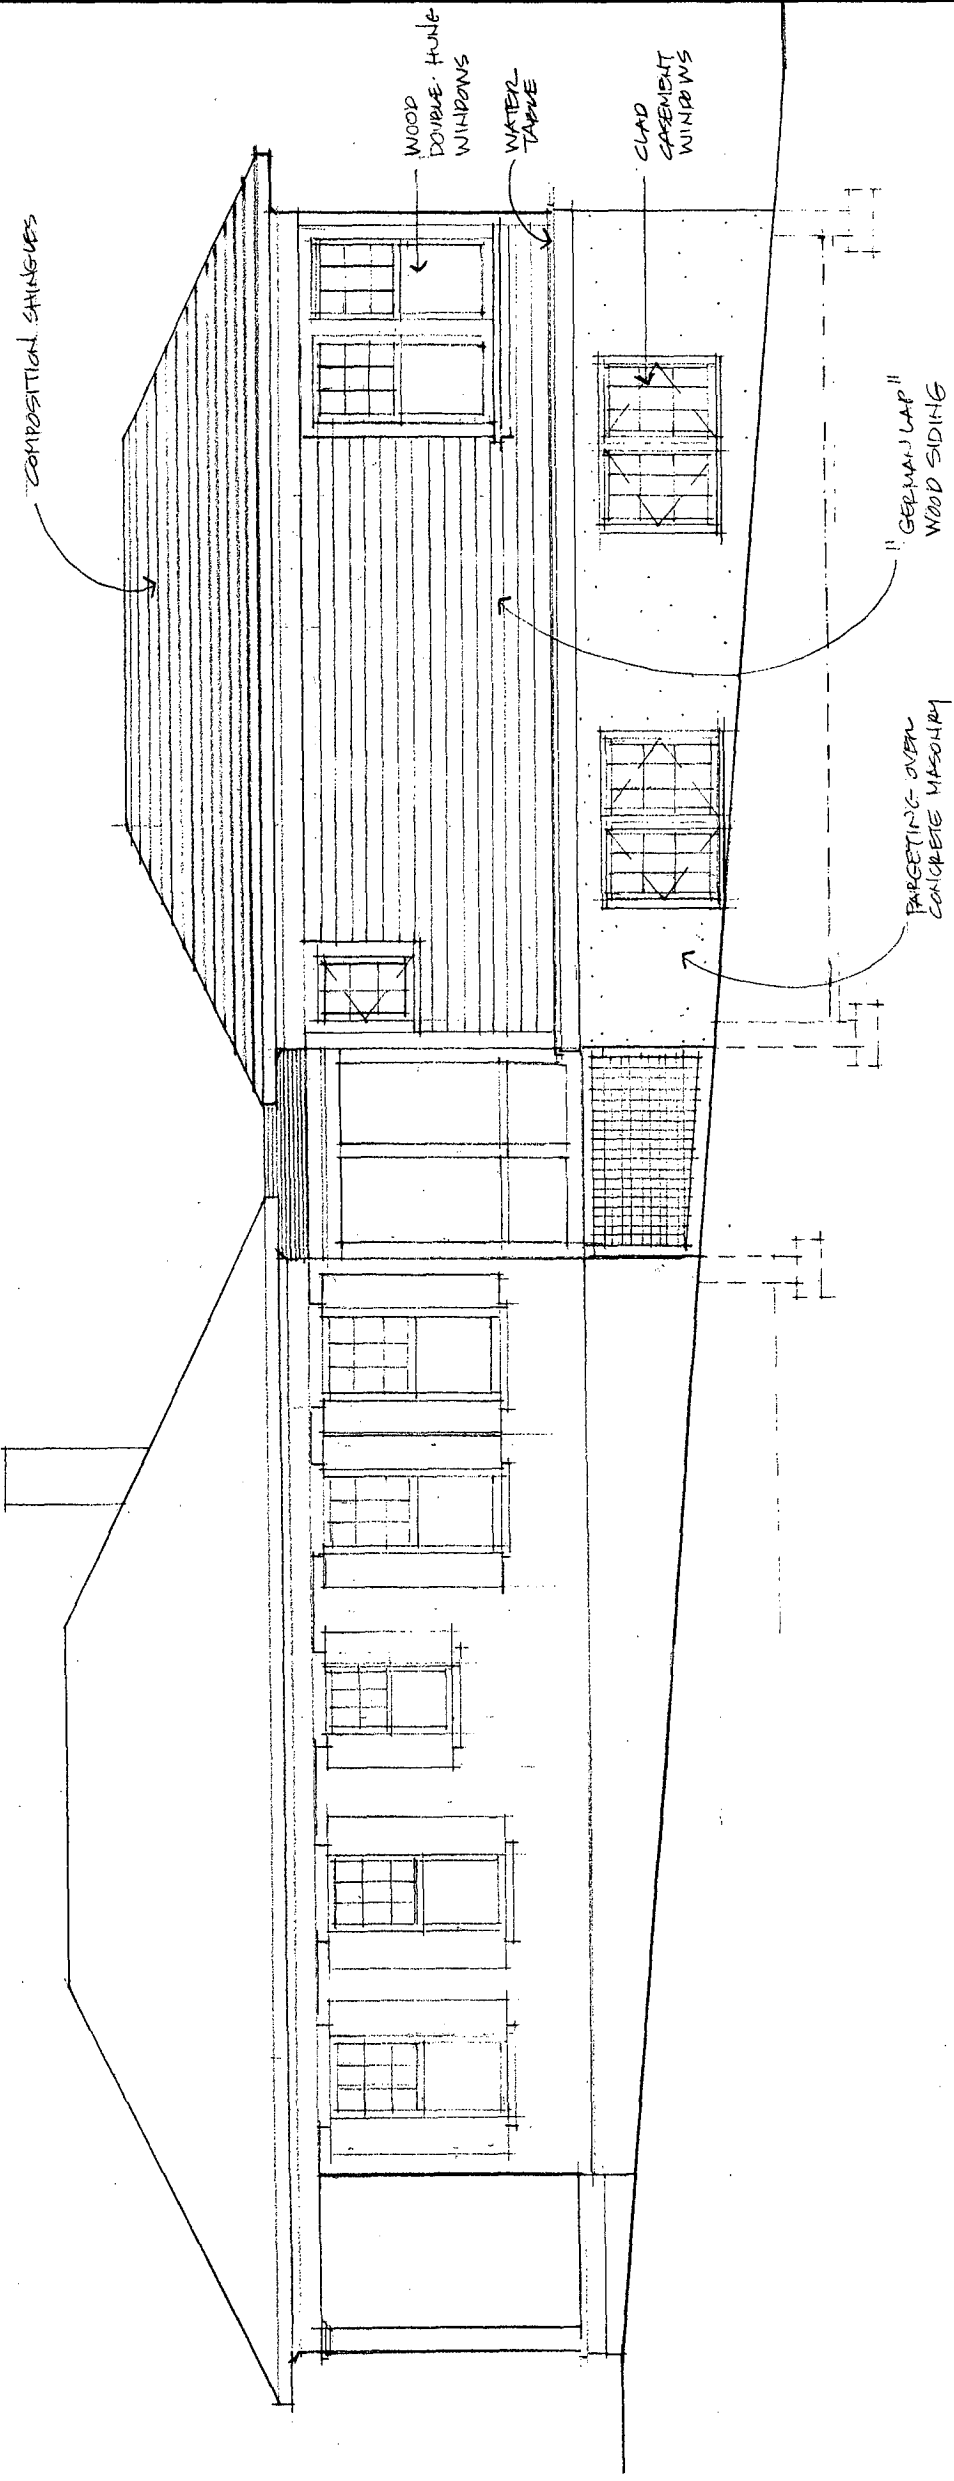 COMPOSITION SHINGLES
WOOD
DOUBLE-HUNG
WINDOWS
WATER
TABLE
CLAD
CASEMENT
WINDOWS
"GERMAN LAP"
WOOD SIDING
PARGETING OVER
CONCRETE MASONRY